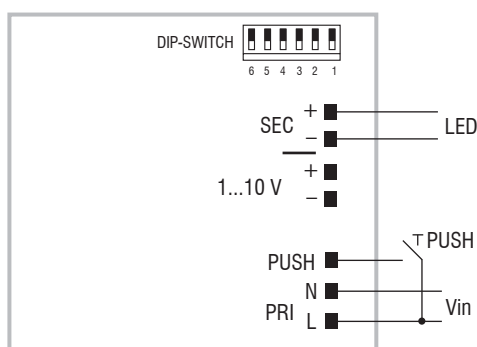 DIP-SWITCH
6 5 4 3 2 1
SEC + −
LED
1...10 V + −
PUSH
PUSH
PRI N L
Vin